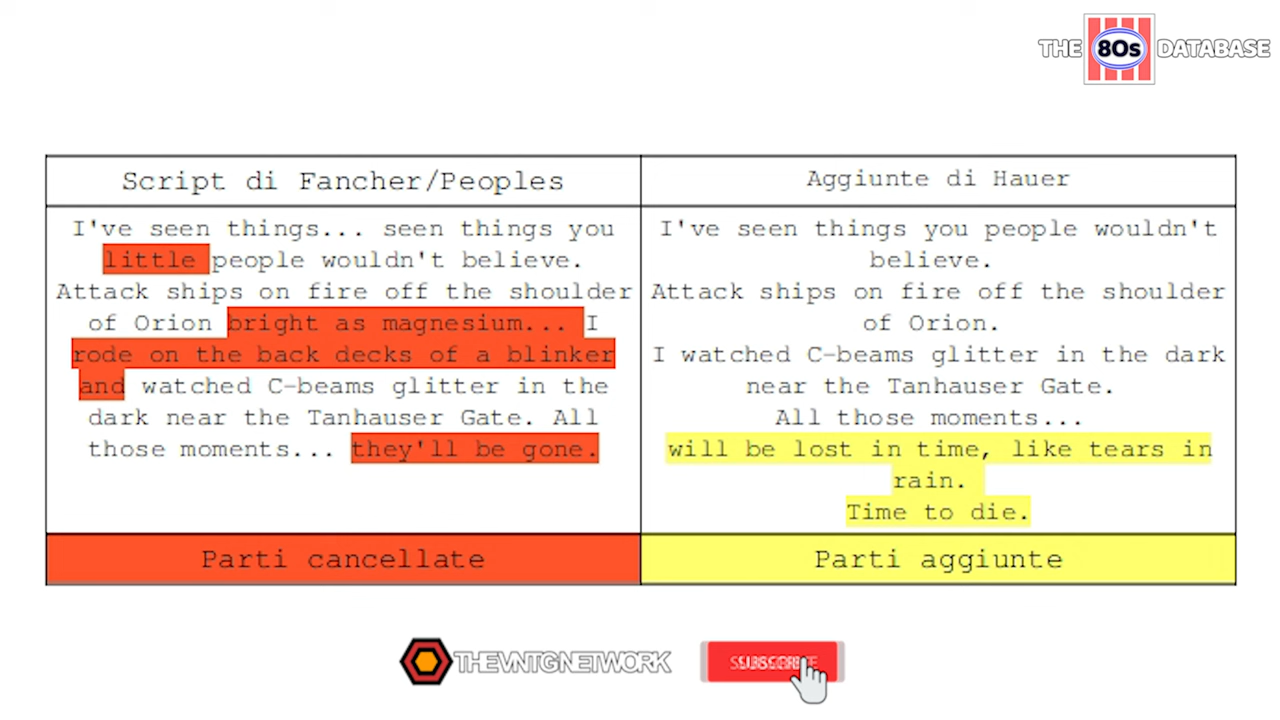 THE 80s DATABASE
Script di Fancher/Peoples
I've seen things... seen things you
little people wouldn't believe.
Attack ships on fire off the shoulder
of Orion bright as magnesium... I
rode on the back decks of a blinker
and watched C-beams glitter in the
dark near the Tanhauser Gate. All
those moments... they'll be gone.
Parti cancellate
Aggiunte di Hauer
I've seen things you people wouldn't
believe.
Attack ships on fire off the shoulder
of Orion.
I watched C-beams glitter in the dark
near the Tanhauser Gate.
All those moments...
will be lost in time, like tears in
rain.
Time to die.
Parti aggiunte
THEVNTGNETWORK